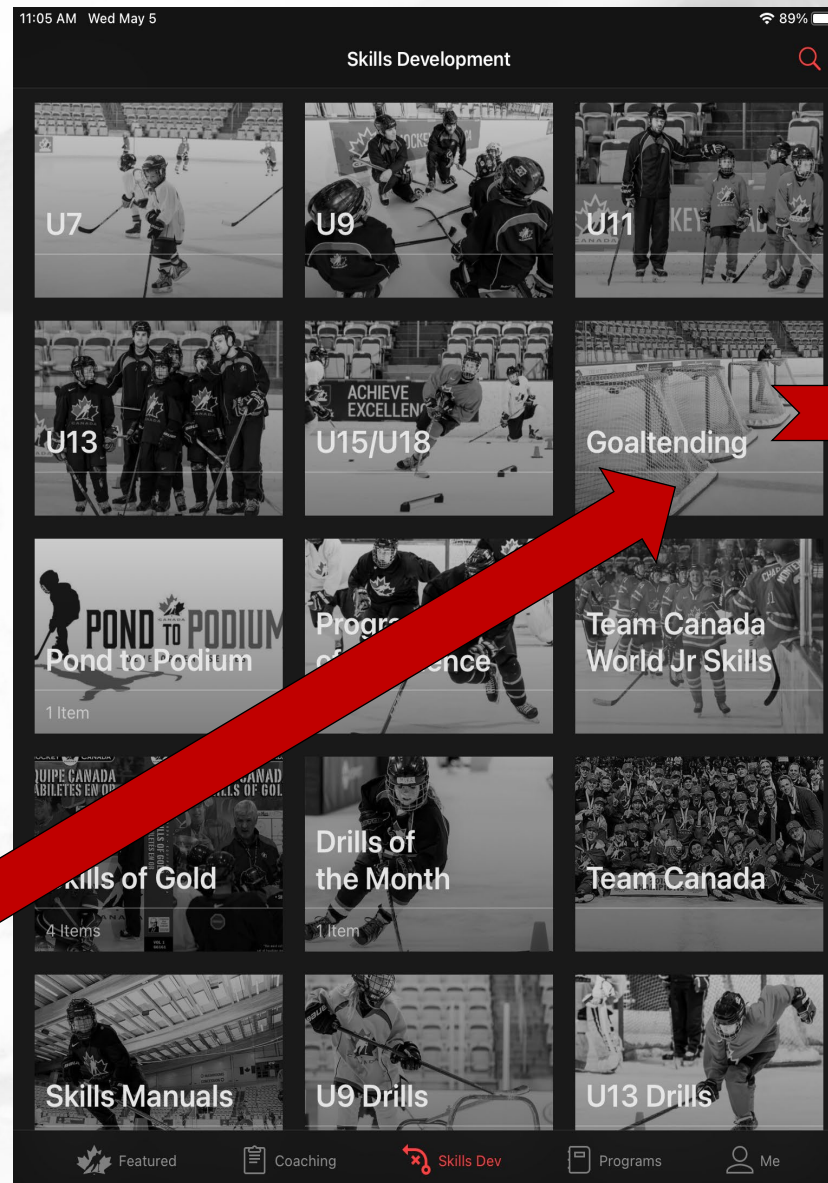 11:05 AM Wed May 5
89%
Skills Development
U7
U9
U11
U13
ACHIEVE
U15/U18
Goaltending
POND TO PODIUM
Pond to Podium
1 Item
Team Canada
World Jr Skills
Skills of Gold
4 Items
Drills of
the Month
1 Item
Team Canada
Skills Manuals
U9 Drills
U13 Drills
Featured
Coaching
Skills Dev
Programs
Me